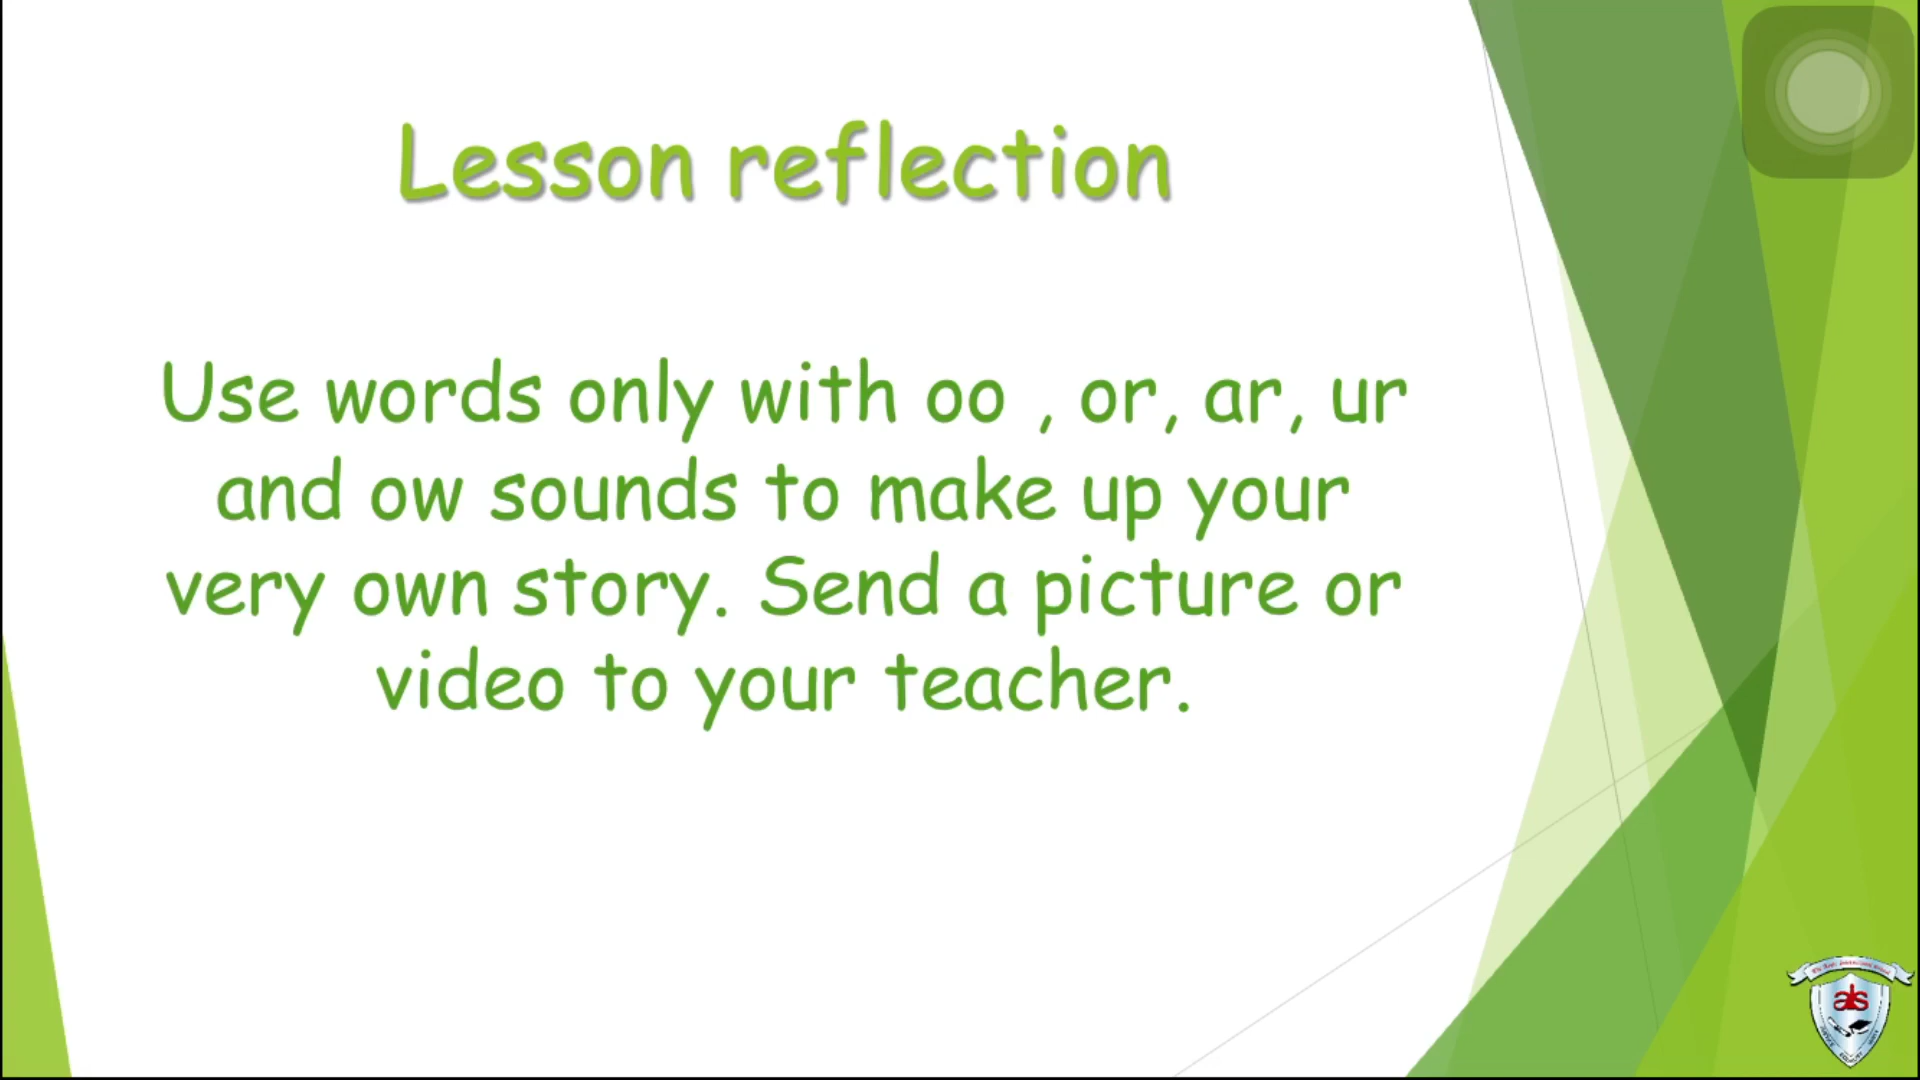 Lesson reflection
Use words only with oo , or, ar, ur
and ow sounds to make up your
very own story. Send a picture or
video to your teacher.
als